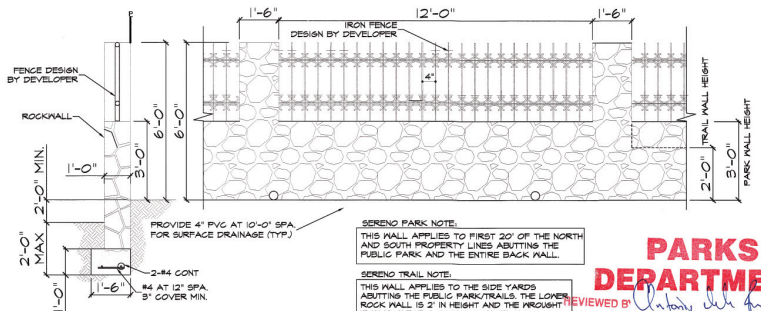 P
1'-6"
12'-0"
1'-6"
IRON FENCE
DESIGN BY DEVELOPER
FENCE DESIGN
BY DEVELOPER
ROCKWALL
4"
6'-0"
6'-0"
3'-0"
1'-0"
2'-0" MIN.
2'-0"
MAX
TRAIL WALL HEIGHT
2'-0"
PARK WALL HEIGHT
3'-0"
PROVIDE 4" PVC AT 10'-0" SPA.
FOR SURFACE DRAINAGE (TYP.)
2-#4 CONT
#4 AT 12" SPA.
3" COVER MIN.
1'-6"
SERENO PARK NOTE:
THIS WALL APPLIES TO FIRST 20' OF THE NORTH
AND SOUTH PROPERTY LINES ABUTTING THE
PUBLIC PARK AND THE ENTIRE BACK WALL.
SERENO TRAIL NOTE:
THIS WALL APPLIES TO THE SIDE YARDS
ABUTTING THE PUBLIC PARK/TRAILS. THE LOWER
ROCK WALL IS 2' IN HEIGHT AND THE WROUGHT
PARKS
DEPARTME
REVIEWED BY